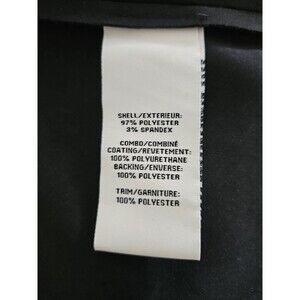 SHELL/EXTERIEUR:
97% POLYESTER
3% SPANDEX
COMBO/COMBINÉ
COATING/REVETEMENT:
100% POLYURETHANE
BACKING/ENVERSE:
100% POLYESTER
TRIM/GARNITURE:
100% POLYESTER